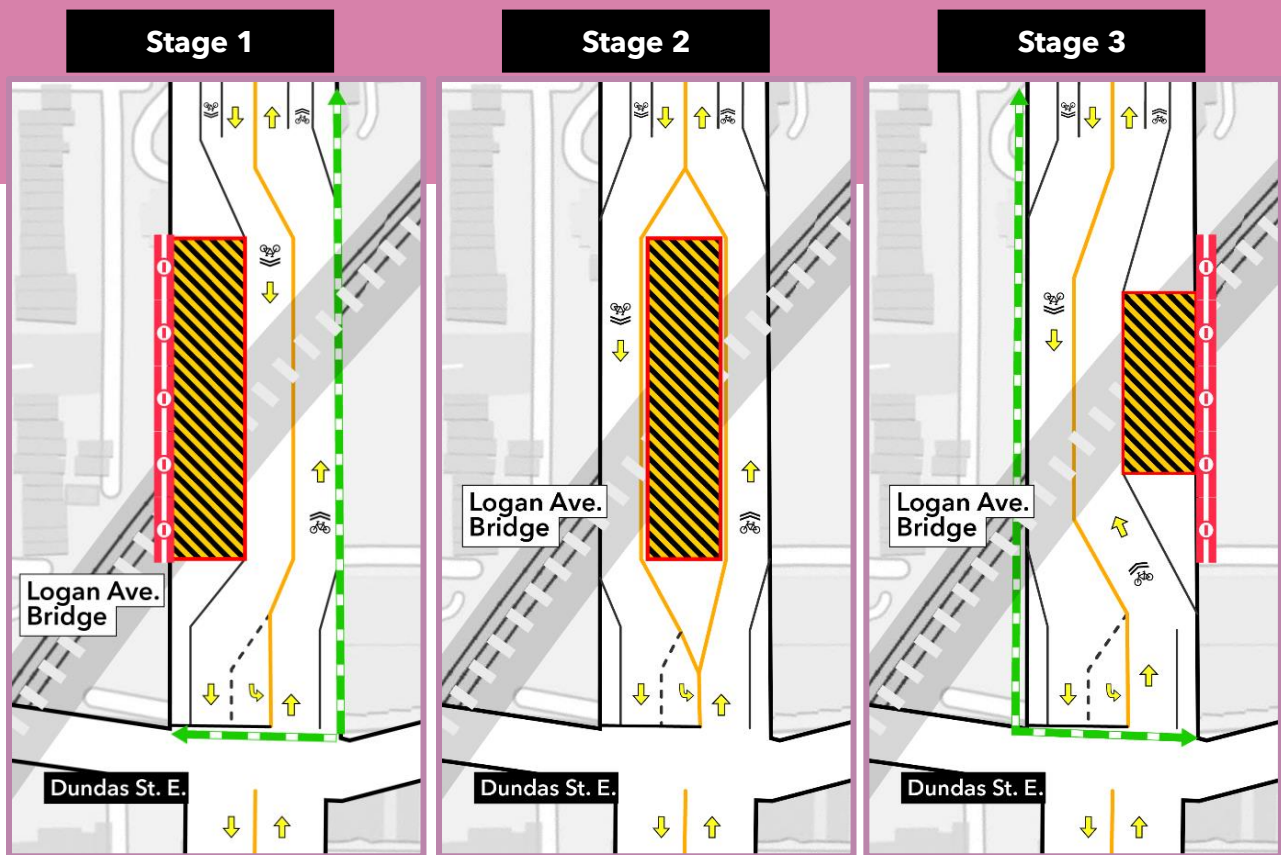 Stage 1
Stage 2
Stage 3
Logan Ave.
Bridge
Dundas St. E.
Logan Ave.
Bridge
Dundas St. E.
Logan Ave.
Bridge
Dundas St. E.